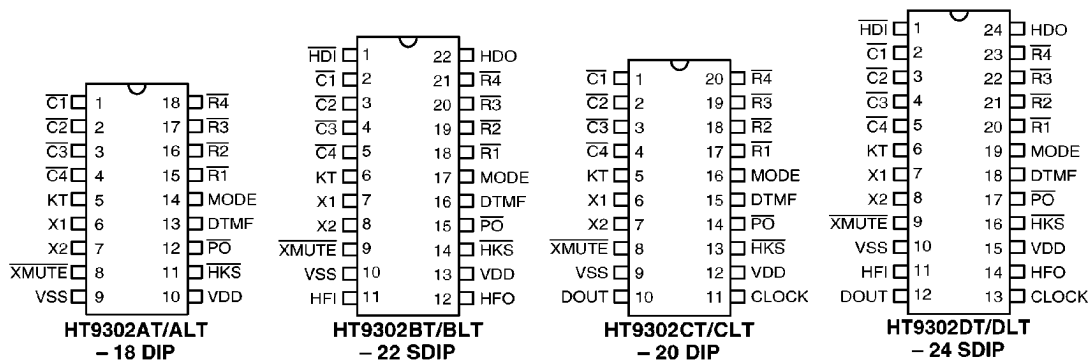 C1 1 18 R4
C2 2 17 R3
C3 3 16 R2
C4 4 15 R1
KT 5 14 MODE
X1 6 13 DTMF
X2 7 12 PO
XMUTE 8 11 HKS
VSS 9 10 VDD
HT9302AT/ALT
– 18 DIP
HDI 1 22 HDO
C1 2 21 R4
C2 3 20 R3
C3 4 19 R2
C4 5 18 R1
KT 6 17 MODE
X1 7 16 DTMF
X2 8 15 PO
XMUTE 9 14 HKS
VSS 10 13 VDD
HFI 11 12 HFO
HT9302BT/BLT
– 22 SDIP
C1 1 20 R4
C2 2 19 R3
C3 3 18 R2
C4 4 17 R1
KT 5 16 MODE
X1 6 15 DTMF
X2 7 14 PO
XMUTE 8 13 HKS
VSS 9 12 VDD
DOUT 10 11 CLOCK
HT9302CT/CLT
– 20 DIP
HDI 1 24 HDO
C1 2 23 R4
C2 3 22 R3
C3 4 21 R2
C4 5 20 R1
KT 6 19 MODE
X1 7 18 DTMF
X2 8 17 PO
XMUTE 9 16 HKS
VSS 10 15 VDD
HFI 11 14 HFO
DOUT 12 13 CLOCK
HT9302DT/DLT
– 24 SDIP